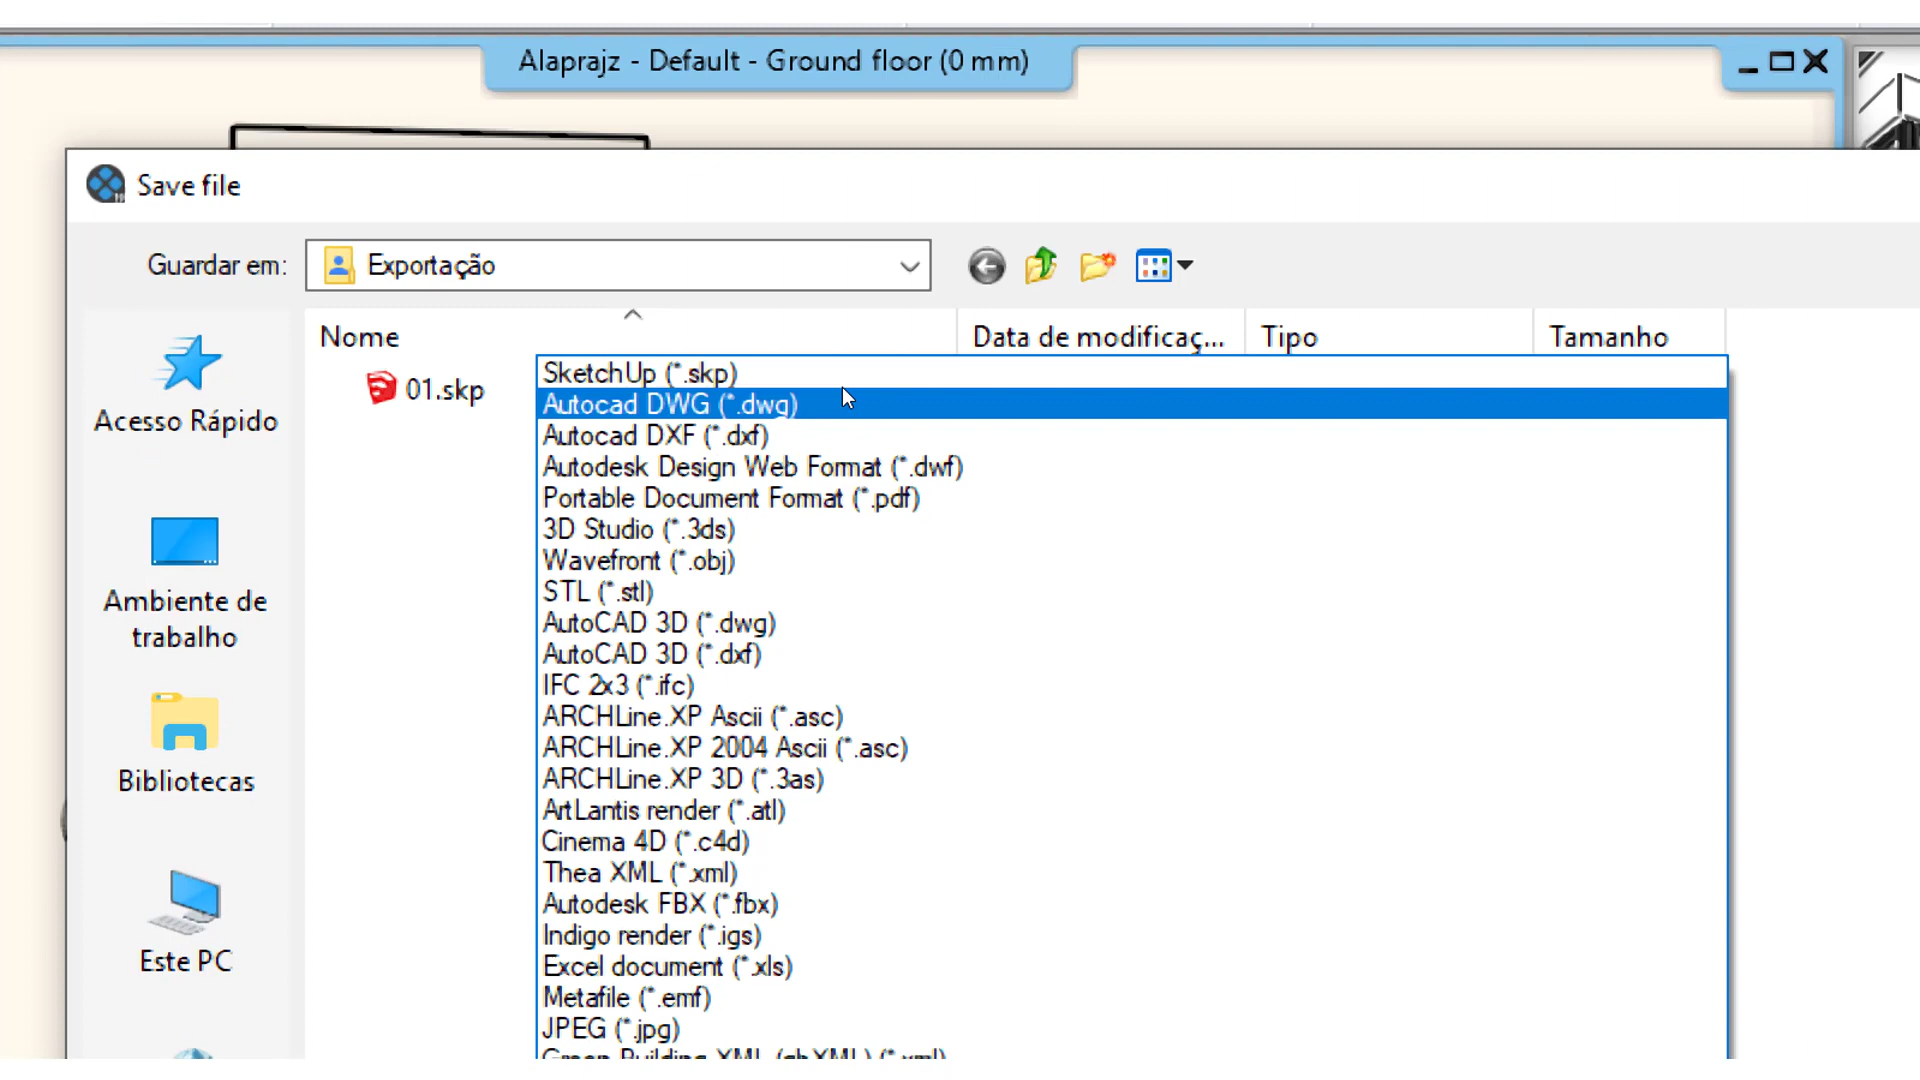 Alaprajz - Default - Ground floor (0 mm)
Save file
Guardar em:
Exportação
Nome
Data de modificaç...
Tipo
Tamanho
01.skp
SketchUp (*.skp)
Autocad DWG (*.dwg)
Autocad DXF (*.dxf)
Autodesk Design Web Format (*.dwf)
Portable Document Format (*.pdf)
3D Studio (*.3ds)
Wavefront (*.obj)
STL (*.stl)
AutoCAD 3D (*.dwg)
AutoCAD 3D (*.dxf)
IFC 2x3 (*.ifc)
ARCHLine.XP Ascii (*.asc)
ARCHLine.XP 2004 Ascii (*.asc)
ARCHLine.XP 3D (*.3as)
ArtLantis render (*.atl)
Cinema 4D (*.c4d)
Thea XML (*.xml)
Autodesk FBX (*.fbx)
Indigo render (*.igs)
Excel document (*.xls)
Metafile (*.emf)
JPEG (*.jpg)
Green Building XML (gbXML) (*.xml)
Acesso Rápido
Ambiente de
trabalho
Bibliotecas
Este PC